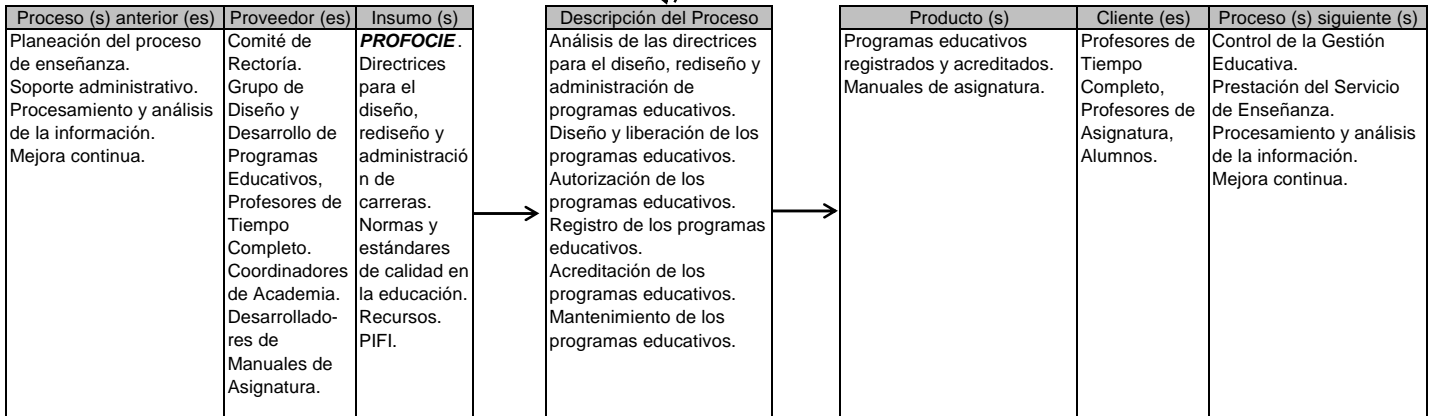 Proceso (s) anterior (es)
Planeación del proceso
de enseñanza.
Soporte administrativo.
Procesamiento y análisis
de la información.
Mejora continua.
Proveedor (es)
Comité de
Rectoría.
Grupo de
Diseño y
Desarrollo de
Programas
Educativos,
Profesores de
Tiempo
Completo.
Coordinadores
de Academia.
Desarrollado-
res de
Manuales de
Asignatura.
Insumo (s)
PROFOCIE.
Directrices
para el
diseño,
rediseño y
administració
n de
carreras.
Normas y
estándares
de calidad en
la educación.
Recursos.
PIFI.
Descripción del Proceso
Análisis de las directrices
para el diseño, rediseño y
administración de
programas educativos.
Diseño y liberación de los
programas educativos.
Autorización de los
programas educativos.
Registro de los programas
educativos.
Acreditación de los
programas educativos.
Mantenimiento de los
programas educativos.
Producto (s)
Programas educativos
registrados y acreditados.
Manuales de asignatura.
Cliente (es)
Profesores de
Tiempo
Completo,
Profesores de
Asignatura,
Alumnos.
Proceso (s) siguiente (s)
Control de la Gestión
Educativa.
Prestación del Servicio
de Enseñanza.
Procesamiento y análisis
de la información.
Mejora continua.